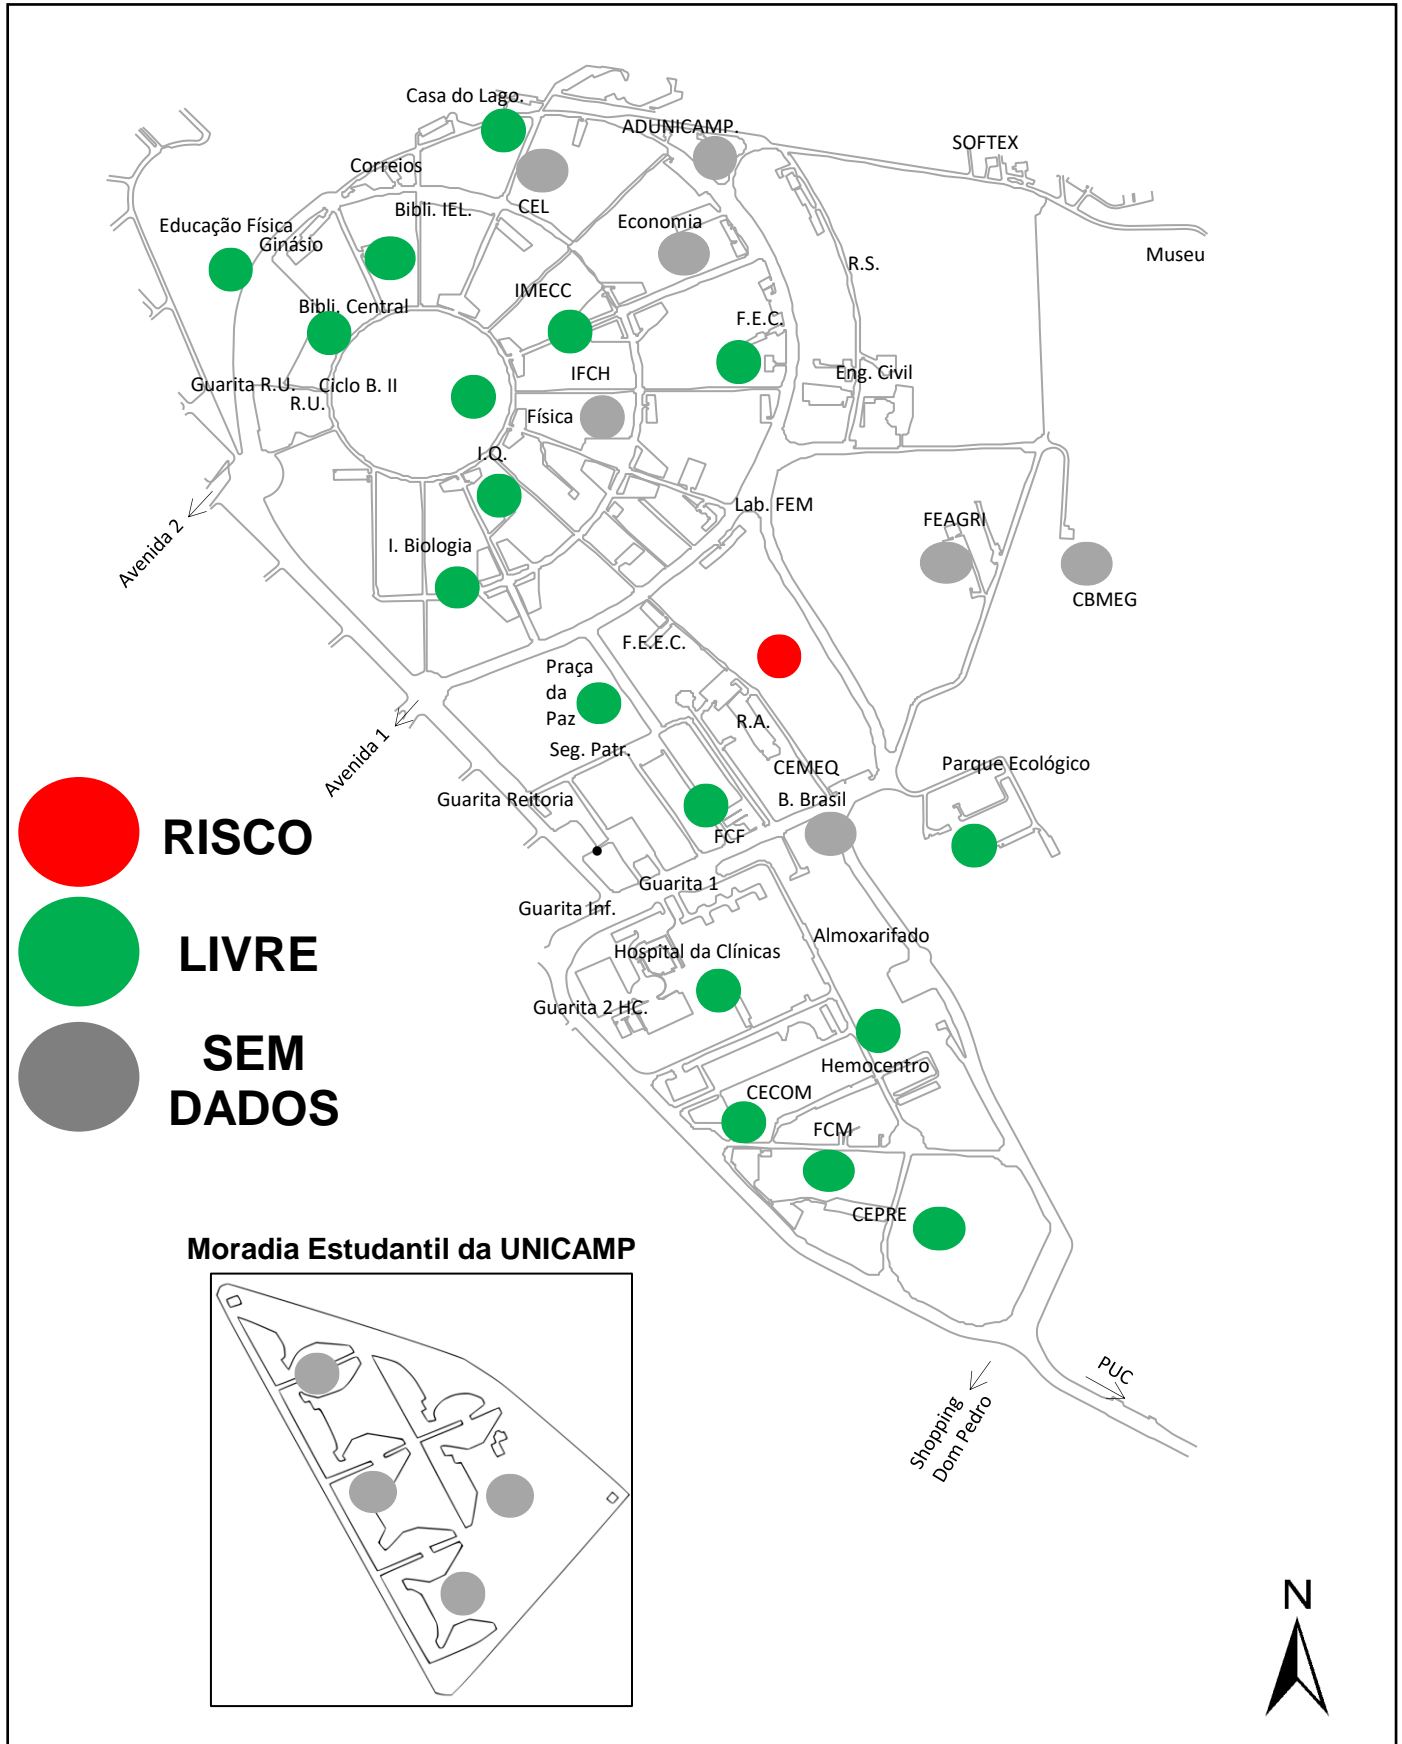 Casa do Lago.
ADUNICAMP.
SOFTEX
Correios
Bibli. IEL.
CEL
Educação Física
Ginásio
Economia
Museu
R.S.
IMECC
Bibli. Central
F.E.C.
IFCH
Eng. Civil
Guarita R.U.
Ciclo B. II
R.U.
Física
I.Q.
Lab. FEM
FEAGRI
Avenida 2
I. Biologia
CBMEG
F.E.E.C.
Praça
da
Paz
R.A.
Avenida 1
Seg. Patr.
CEMEQ
Parque Ecológico
Guarita Reitoria
B. Brasil
FCF
RISCO
Guarita 1
Guarita Inf.
LIVRE
Hospital da Clínicas
Almoxarifado
Guarita 2 HC.
SEM
DADOS
Hemocentro
CECOM
FCM
CEPRE
Moradia Estudantil da UNICAMP
PUC
Shopping
Dom Pedro
N